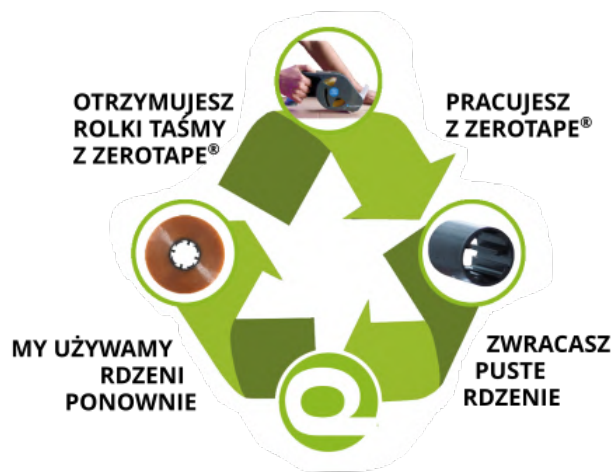 OTRZYMUJESZ
ROLKI TAŚMY
Z ZEROTAPE®
PRACUJESZ
Z ZEROTAPE®
MY UŻYWAMY
RDZENI
PONOWNIE
ZWRACASZ
PUSTE
RDZENIE